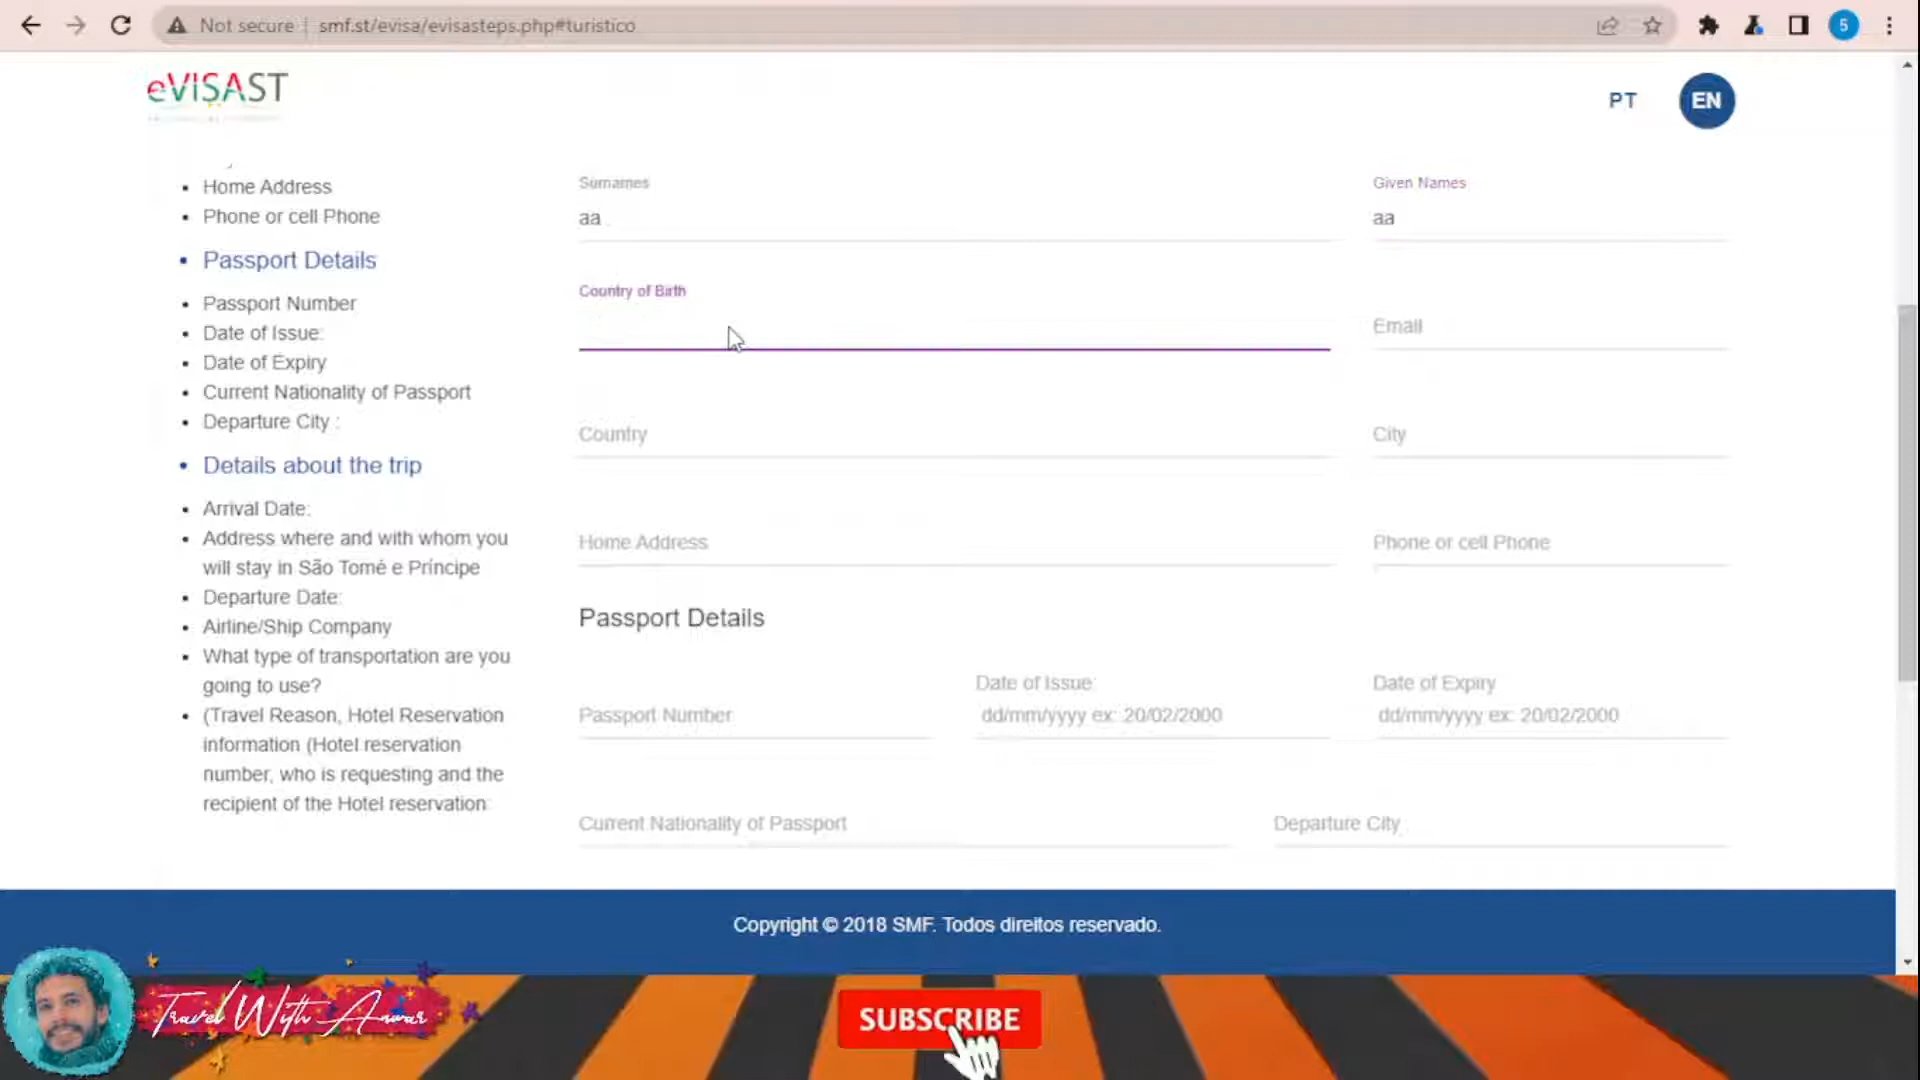 Not secure | smf.st/evisa/evisasteps.php#turistico
5
eVISAST
PT
EN
Home Address
Phone or cell Phone
Passport Details
Passport Number
Date of Issue:
Date of Expiry
Current Nationality of Passport
Departure City :
Details about the trip
Arrival Date:
Address where and with whom you
will stay in São Tomé e Príncipe
Departure Date:
Airline/Ship Company
What type of transportation are you
going to use?
(Travel Reason, Hotel Reservation
information (Hotel reservation
number, who is requesting and the
recipient of the Hotel reservation:
Surnames
Given Names
aa
aa
Country of Birth
Email
Country
City
Home Address
Phone or cell Phone
Passport Details
Date of Issue:
Date of Expiry
Passport Number
dd/mm/yyyy ex: 20/02/2000
dd/mm/yyyy ex: 20/02/2000
Current Nationality of Passport
Departure City
Copyright © 2018 SMF. Todos direitos reservado.
Travel With Anwar
SUBSCRIBE